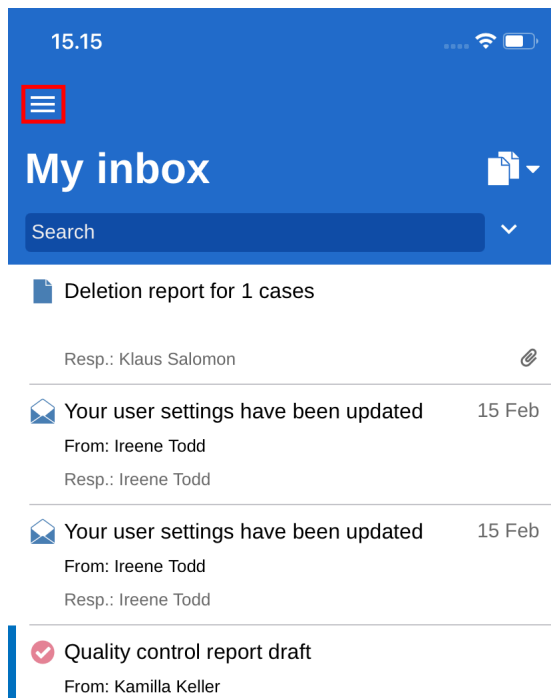 15.15
My inbox
Search
Deletion report for 1 cases
Resp.: Klaus Salomon
Your user settings have been updated 15 Feb
From: Ireene Todd
Resp.: Ireene Todd
Your user settings have been updated 15 Feb
From: Ireene Todd
Resp.: Ireene Todd
Quality control report draft
From: Kamilla Keller